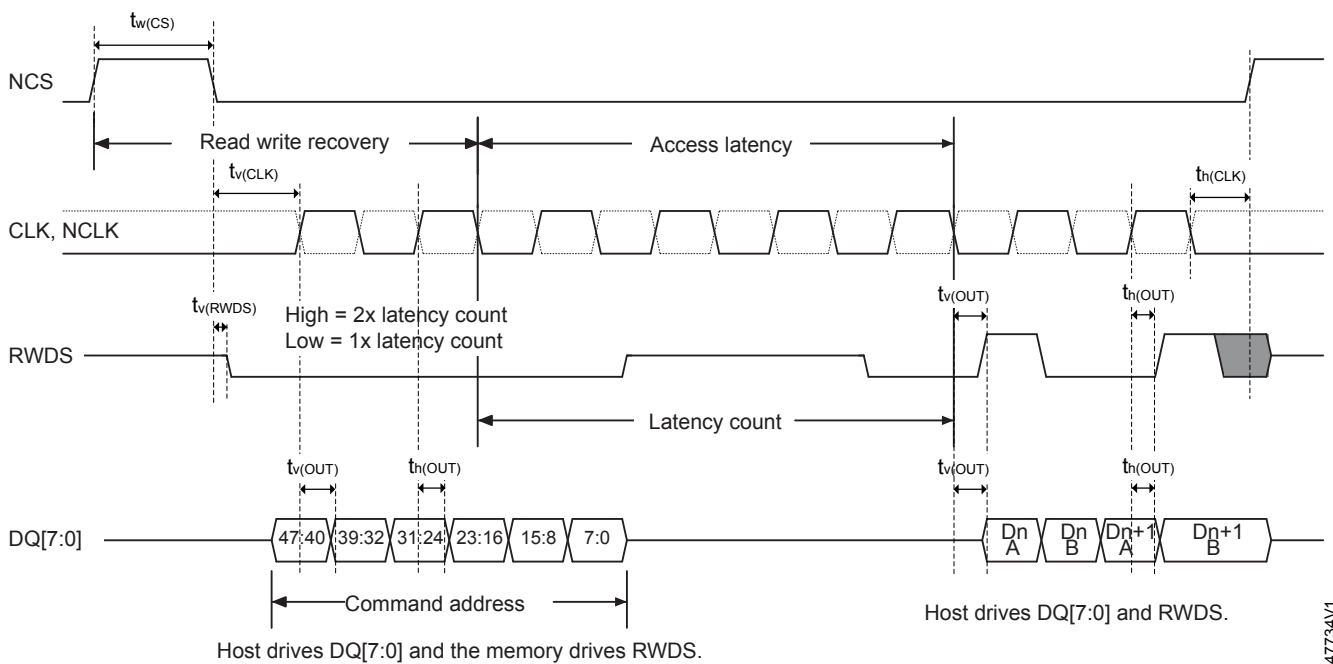 tw(CS)
NCS
Read write recovery
Access latency
tv(CLK)
th(CLK)
CLK, NCLK
tv(RWDS)
High = 2x latency count
Low = 1x latency count
tv(OUT)
th(OUT)
RWDS
Latency count
tv(OUT)
th(OUT)
tv(OUT)
th(OUT)
DQ[7:0]
47:40
39:32
31:24
23:16
15:8
7:0
Dn
A
Dn
B
Dn+1
A
Dn+1
B
Command address
Host drives DQ[7:0] and RWDS.
Host drives DQ[7:0] and the memory drives RWDS.
47734V1